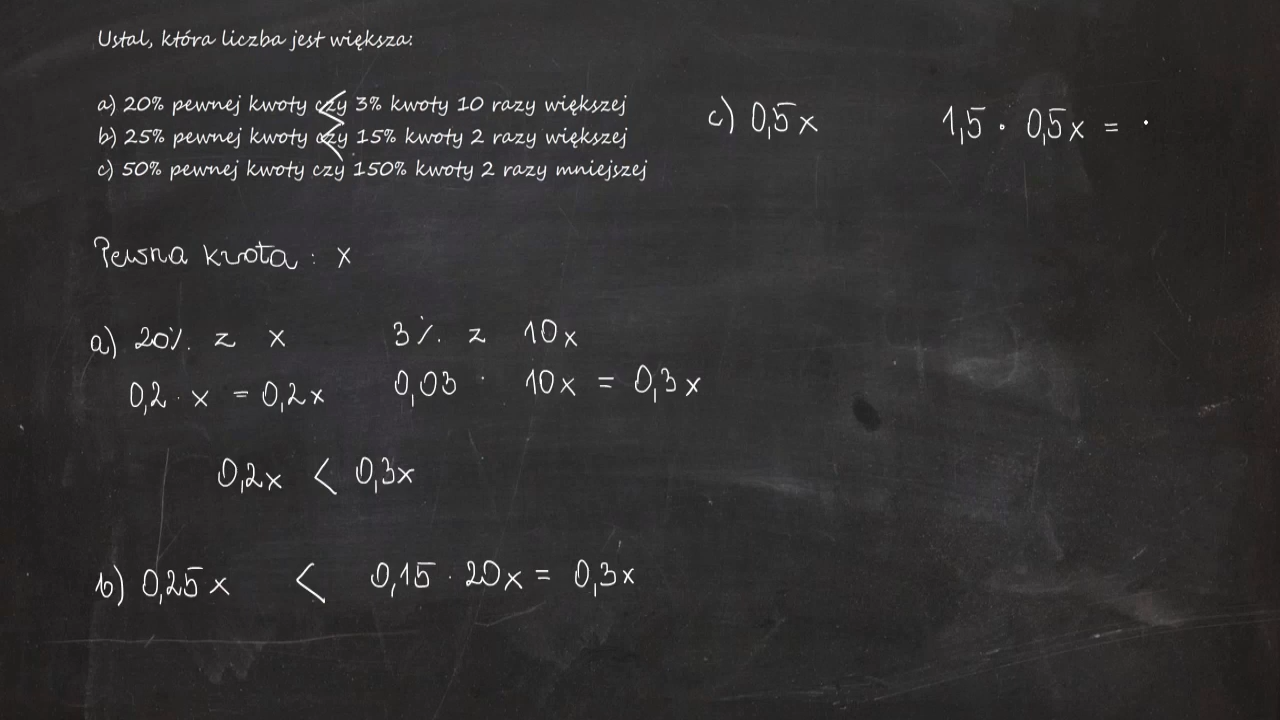 Ustal, która liczba jest większa:
a) 20% pewnej kwoty czy 3% kwoty 10 razy większej
b) 25% pewnej kwoty czy 15% kwoty 2 razy większej
c) 50% pewnej kwoty czy 150% kwoty 2 razy mniejszej
Pewna kwota : x
a) 20% z x 3% z 10x
0,2 · x = 0,2x 0,03 · 10x = 0,3x
0,2x < 0,3x
b) 0,25x < 0,15 · 20x = 0,3x
c) 0,5x 1,5 · 0,5x = ·